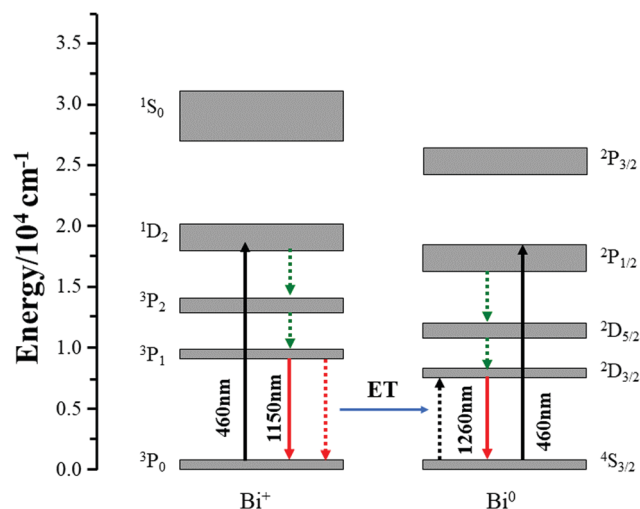 Energy/10⁴ cm⁻¹
3.5
3.0
2.5
2.0
1.5
1.0
0.5
0.0
¹S₀
¹D₂
³P₂
³P₁
³P₀
460nm
1150nm
Bi⁺
ET
²P₃/₂
²P₁/₂
²D₅/₂
²D₃/₂
⁴S₃/₂
1260nm
460nm
Bi⁰